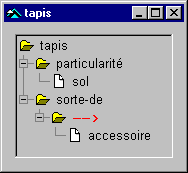 tapis
tapis
particularité
sol
sorte-de
-->
accessoire